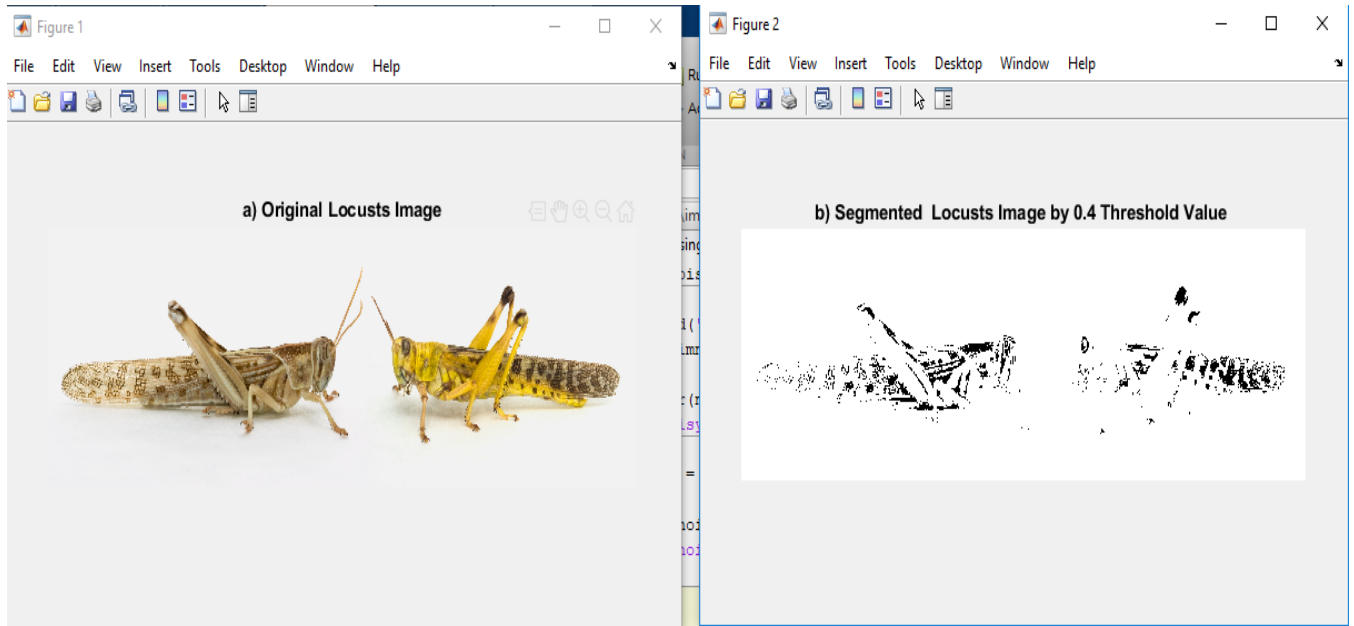 Figure 1
File Edit View Insert Tools Desktop Window Help
a) Original Locusts Image
Figure 2
File Edit View Insert Tools Desktop Window Help
b) Segmented  Locusts Image by 0.4 Threshold Value